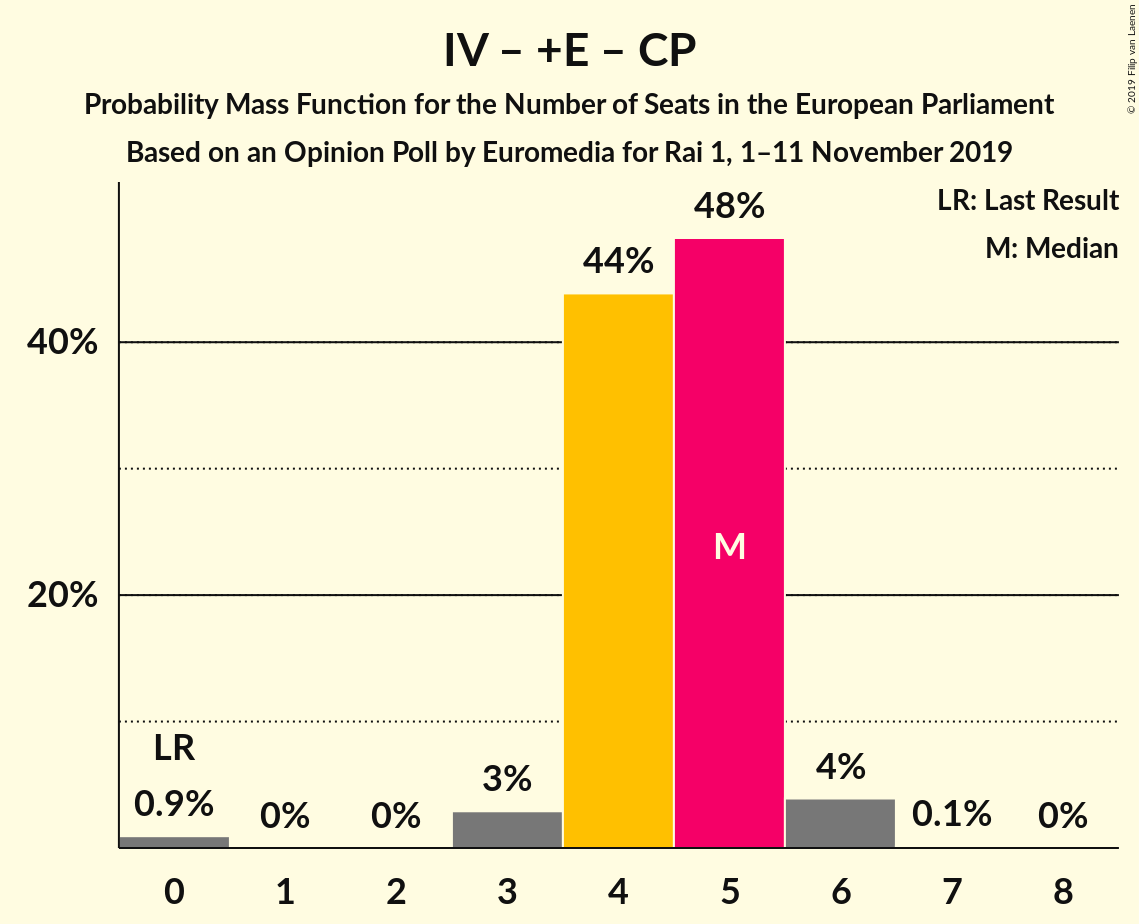 IV – +E – CP
Probability Mass Function for the Number of Seats in the European Parliament
Based on an Opinion Poll by Euromedia for Rai 1, 1–11 November 2019
© 2019 Filip van Laenen
LR: Last Result
M: Median
48%
44%
40%
M
20%
LR
0.9%
0%
0%
3%
4%
0.1%
0%
0 1 2 3 4 5 6 7 8